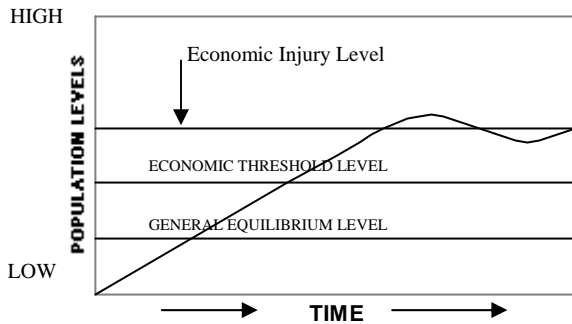 HIGH
Economic Injury Level
POPULATION LEVELS
ECONOMIC THRESHOLD LEVEL
GENERAL EQUILIBRIUM LEVEL
LOW
TIME